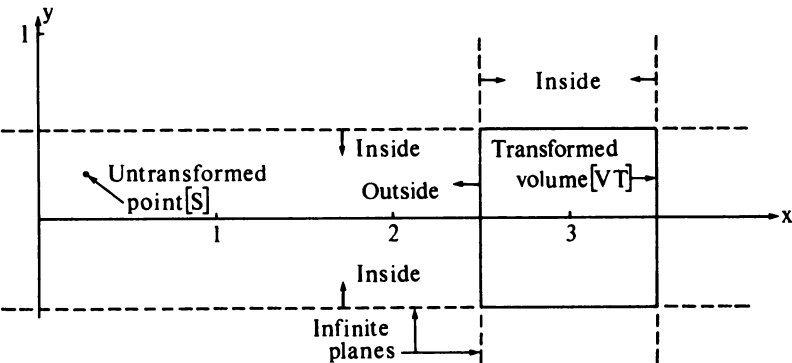 y
1
Inside
Inside
Transformed
volume[VT]
Untransformed
point[S]
Outside
x
1
2
3
Inside
Infinite
planes